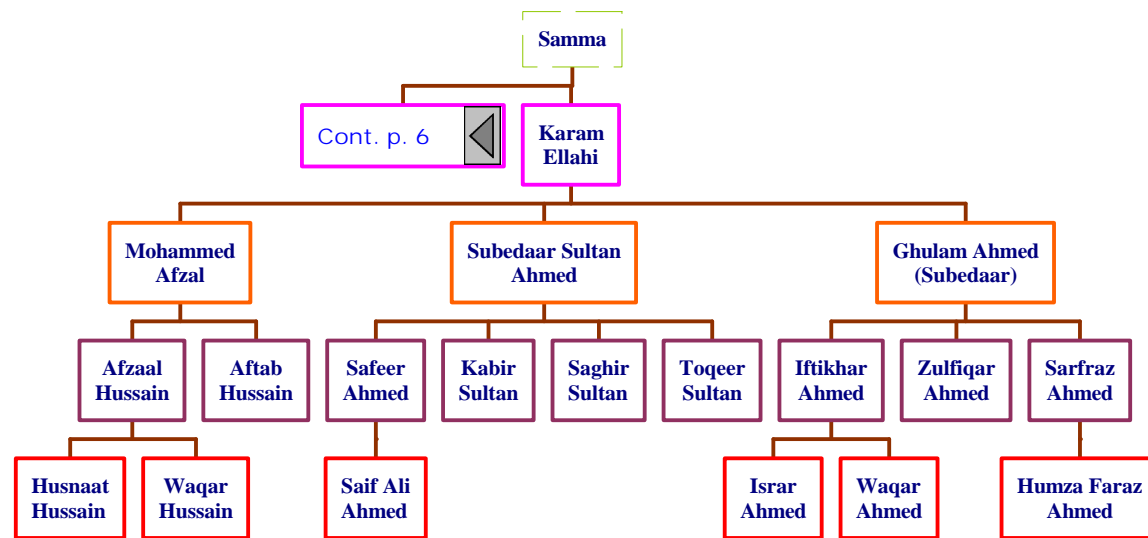 Samma
Cont. p. 6
Karam
Ellahi
Mohammed
Afzal
Subedaar Sultan
Ahmed
Ghulam Ahmed
(Subedaar)
Afzaal
Hussain
Aftab
Hussain
Safeer
Ahmed
Kabir
Sultan
Saghir
Sultan
Toqeer
Sultan
Iftikhar
Ahmed
Zulfiqar
Ahmed
Sarfraz
Ahmed
Husnaat
Hussain
Waqar
Hussain
Saif Ali
Ahmed
Israr
Ahmed
Waqar
Ahmed
Humza Faraz
Ahmed